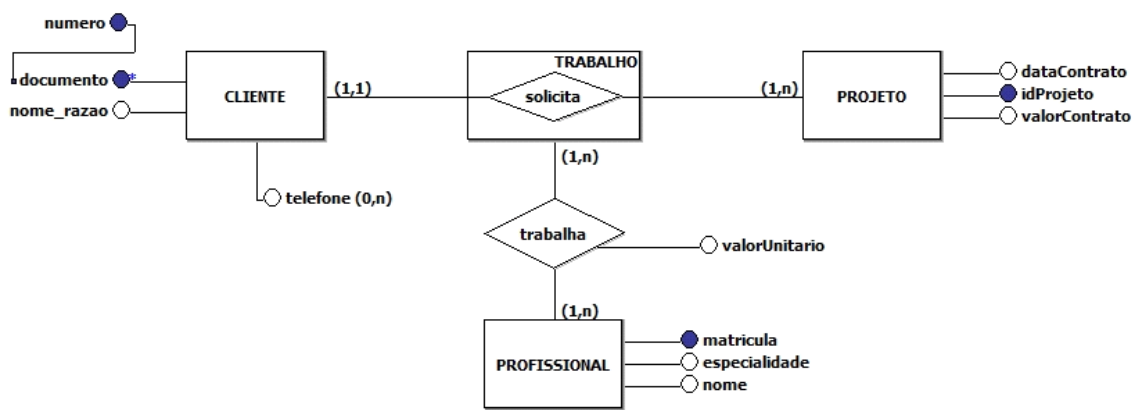 numero
documento *
nome_razao
CLIENTE
telefone (0,n)
(1,1)
TRABALHO
solicita
(1,n)
PROJETO
dataContrato
idProjeto
valorContrato
(1,n)
trabalha
valorUnitario
(1,n)
PROFISSIONAL
matricula
especialidade
nome